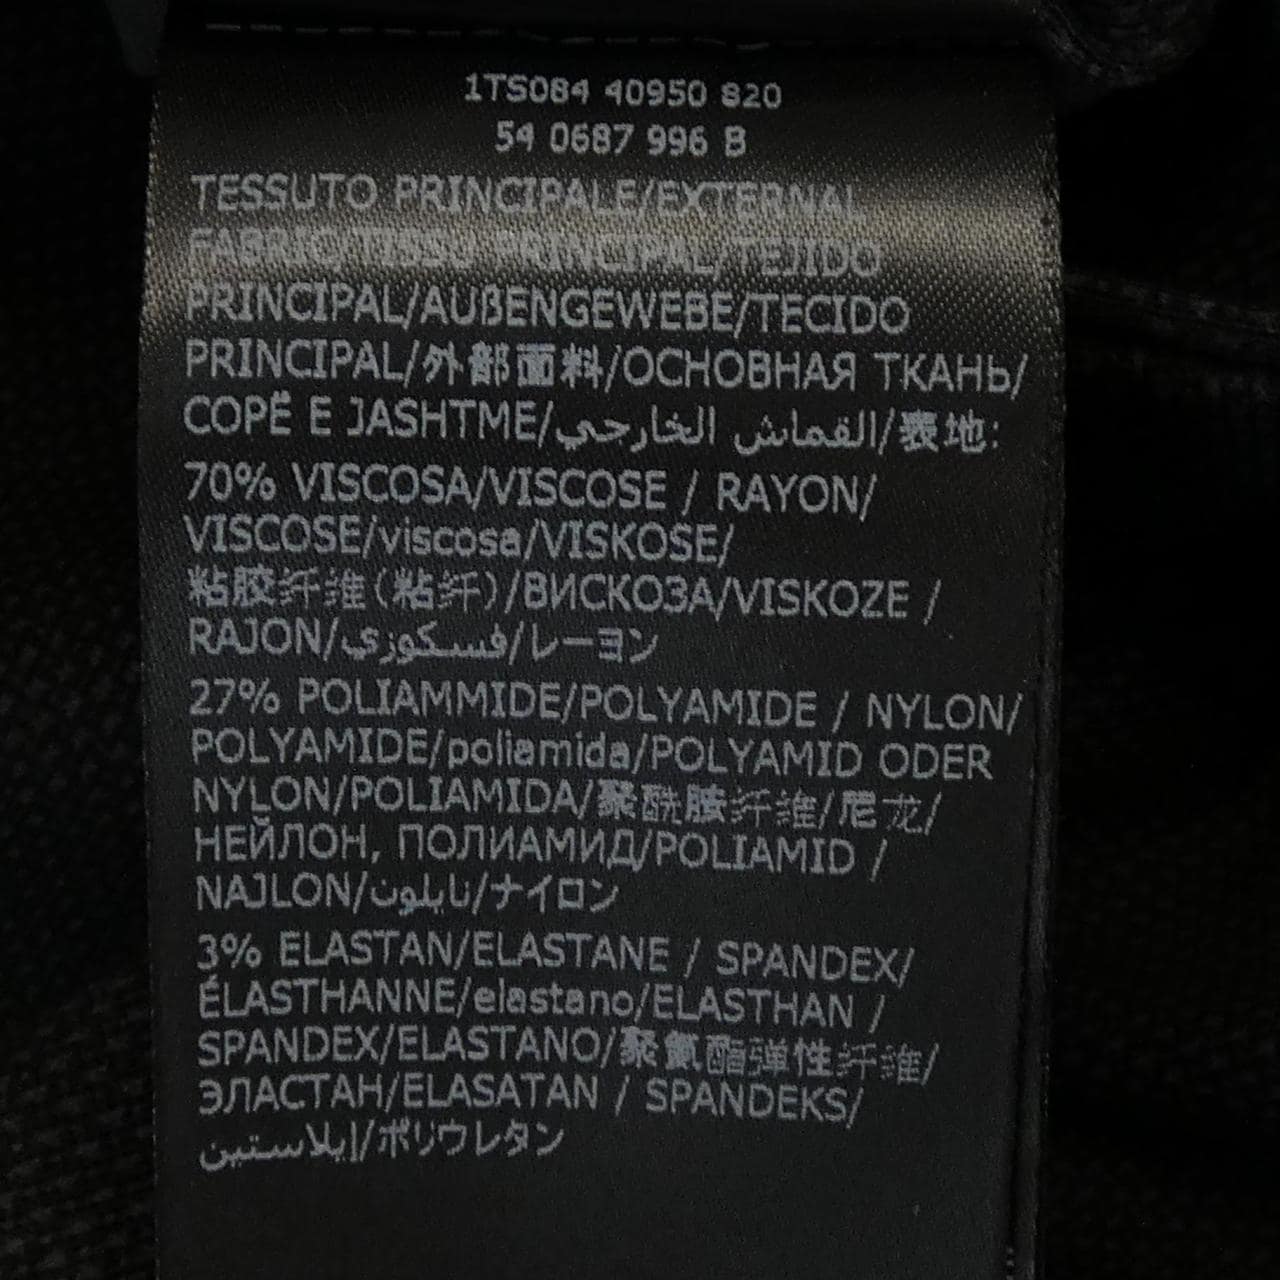 1TS084 40950 820
54 0687 996 B
TESSUTO PRINCIPALE/EXTERNAL
FABRIC/TISSU PRINCIPAL/TEJIDO
PRINCIPAL/AUßENGEWEBE/TECIDO
PRINCIPAL/外部面料/ОСНОВНАЯ ТКАНЬ/
COPË E JASHTME/القماش الخارجي/表地:
70% VISCOSA/VISCOSE / RAYON/
VISCOSE/viscosa/VISKOSE/
粘胶纤维(粘纤)/ВИСКОЗА/VISKOZE /
RAJON/فسكوزي/レーヨン
27% POLIAMMIDE/POLYAMIDE / NYLON/
POLYAMIDE/poliamida/POLYAMID ODER
NYLON/POLIAMIDA/聚酰胺纤维/尼龙/
НЕЙЛОН, ПОЛИАМИД/POLIAMID /
NAJLON/نايلون/ナイロン
3% ELASTAN/ELASTANE / SPANDEX/
ÉLASTHANNE/elastano/ELASTHAN /
SPANDEX/ELASTANO/聚氨酯弹性纤维/
ЭЛАСТАН/ELASATAN / SPANDEKS/
إيلاستين/ポリウレタン